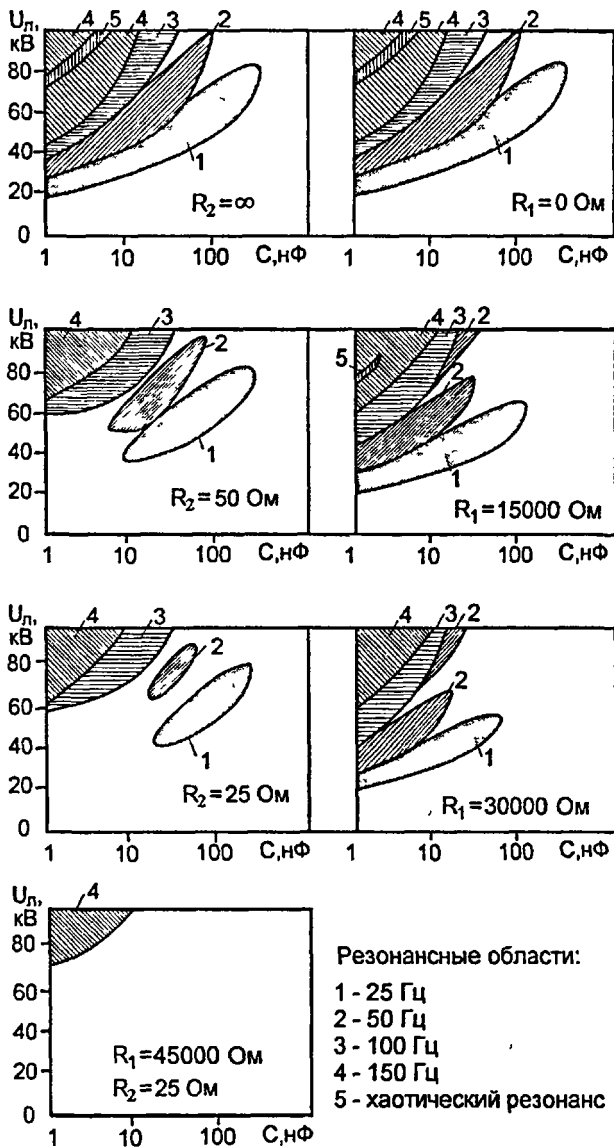 Uл, 4 5 4 3 2 4 5 4 3 2
кВ
80
60
40
20
0
1 1
R₂=∞ R₁=0 Ом
1 10 100 С,нФ 1 10 100 С,нФ
Uл, 4 3 4 3 2
кВ
2
80
5 2
60
40
1 1
20
R₂=50 Ом R₁=15000 Ом
0
1 10 100 С,нФ 1 10 100 С,нФ
Uл, 4 3 4 3 2
кВ
2
80
2
60
40
1 1
20
R₂=25 Ом R₁=30000 Ом
0
1 10 100 С,нФ 1 10 100 С,нФ
Uл, 4
кВ
80
60
40
20
0
R₁=45000 Ом
R₂=25 Ом
1 10 100 С,нФ
Резонансные области:
1 - 25 Гц
2 - 50 Гц
3 - 100 Гц
4 - 150 Гц
5 - хаотический резонанс